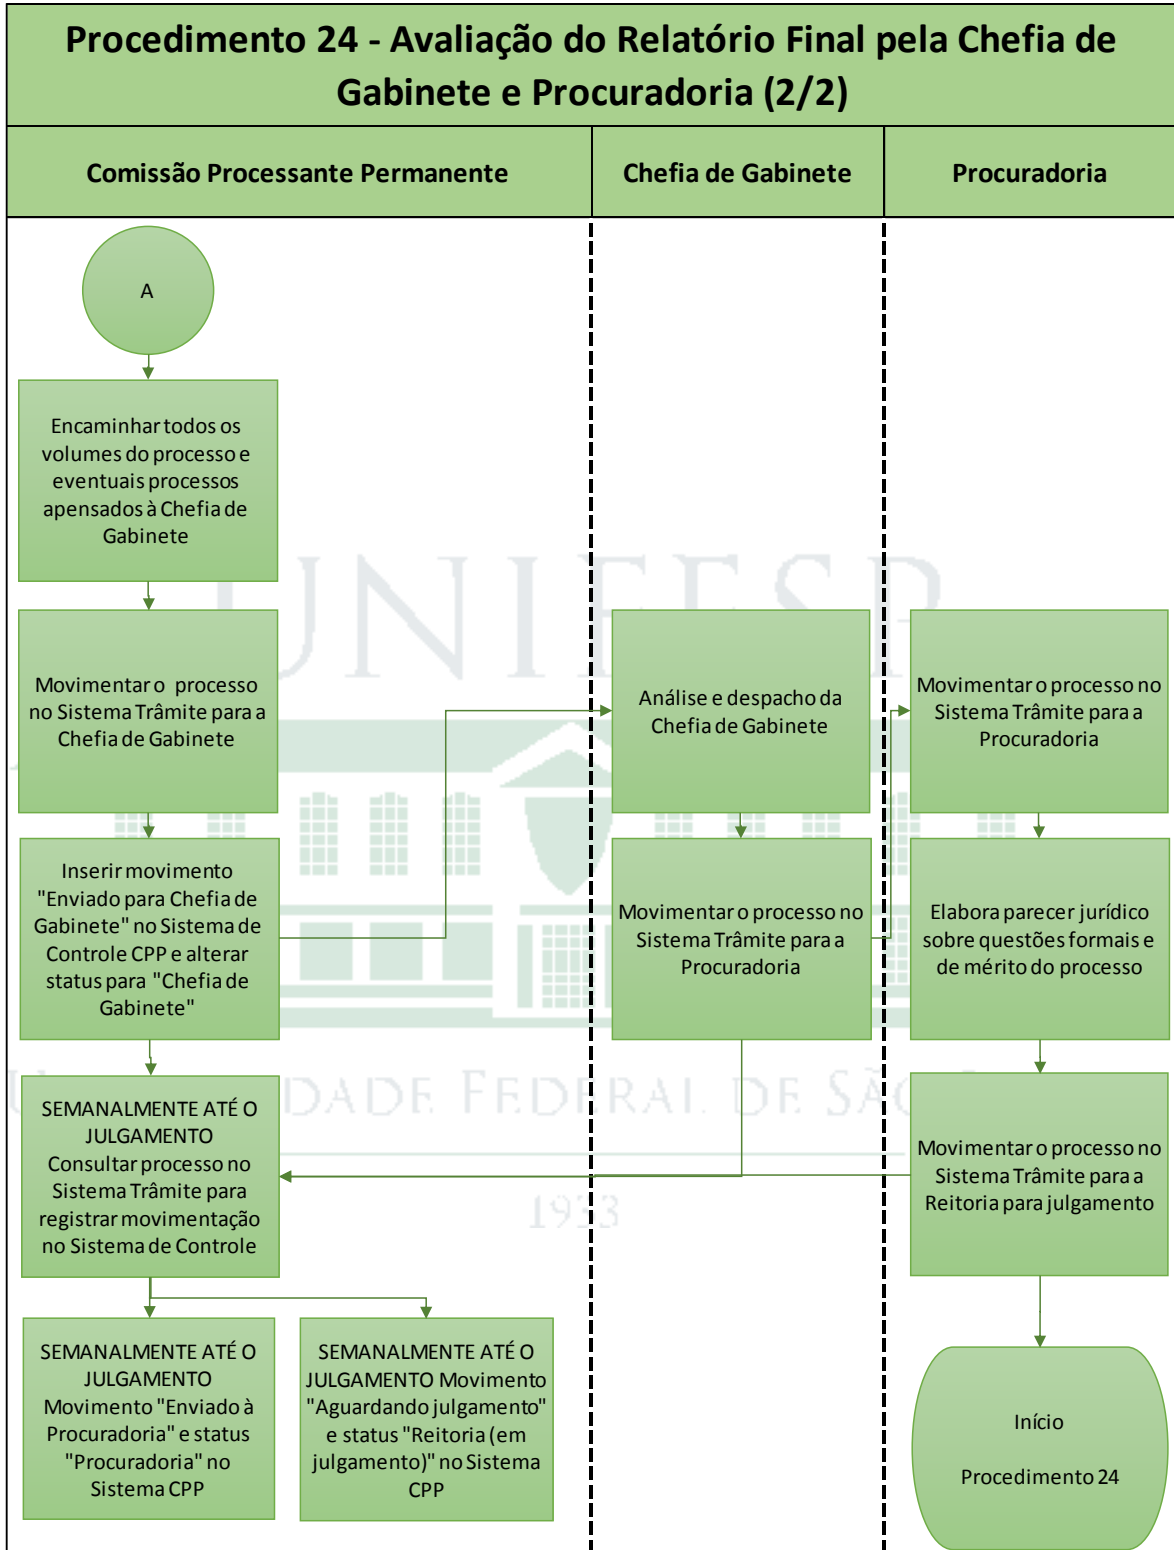 Procedimento 24 - Avaliação do Relatório Final pela Chefia de
Gabinete e Procuradoria (2/2)
Comissão Processante Permanente
Chefia de Gabinete
Procuradoria
A
Encaminhar todos os
volumes do processo e
eventuais processos
apensados à Chefia de
Gabinete
UNIFESP
Movimentar o processo
no Sistema Trâmite para a
Chefia de Gabinete
Análise e despacho da
Chefia de Gabinete
Movimentar o processo no
Sistema Trâmite para a
Procuradoria
Inserir movimento
"Enviado para Chefia de
Gabinete" no Sistema de
Controle CPP e alterar
status para "Chefia de
Gabinete"
Movimentar o processo no
Sistema Trâmite para a
Procuradoria
Elabora parecer jurídico
sobre questões formais e
de mérito do processo
DADE FEDERAL DE SÃO
SEMANALMENTE ATÉ O
JULGAMENTO
Consultar processo no
Sistema Trâmite para
registrar movimentação
no Sistema de Controle
Movimentar o processo no
Sistema Trâmite para a
Reitoria para julgamento
1933
SEMANALMENTE ATÉ O
JULGAMENTO
Movimento "Enviado à
Procuradoria" e status
"Procuradoria" no
Sistema CPP
SEMANALMENTE ATÉ O
JULGAMENTO Movimento
"Aguardando julgamento"
e status "Reitoria (em
julgamento)" no Sistema
CPP
Início
Procedimento 24